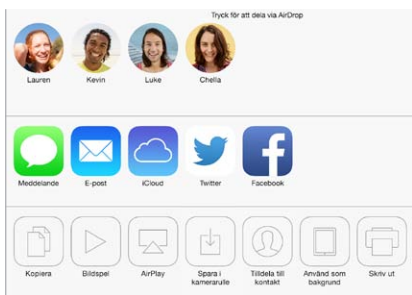 Tryck för att dela via AirDrop
Lauren Kevin Luke Chella
Meddelande E-post iCloud Twitter Facebook
Kopiera Bildspel AirPlay Spara i kamerarulle Tilldela till kontakt Använd som bakgrund Skriv ut